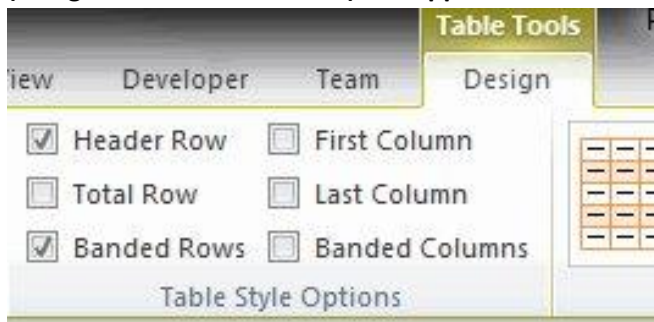 Table Tools
iew Developer Team Design
Header Row First Column
Total Row Last Column
Banded Rows Banded Columns
Table Style Options